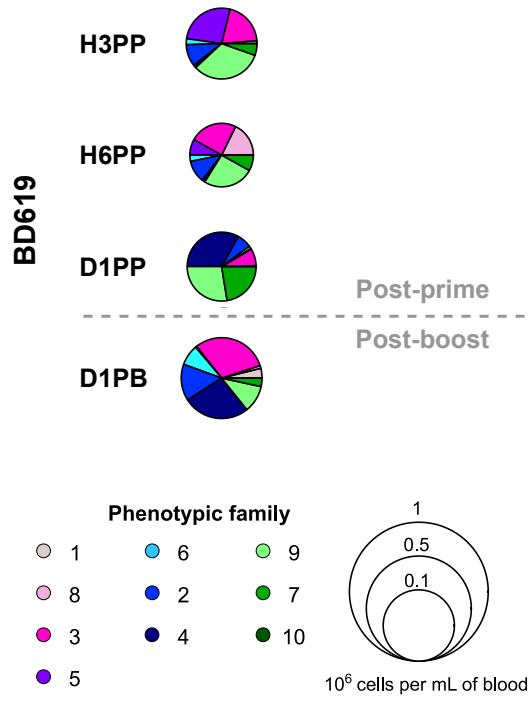 BD619
H3PP
H6PP
D1PP
Post-prime
Post-boost
D1PB
Phenotypic family
1 6 9
8 2 7
3 4 10
5
1
0.5
0.1
10⁶ cells per mL of blood